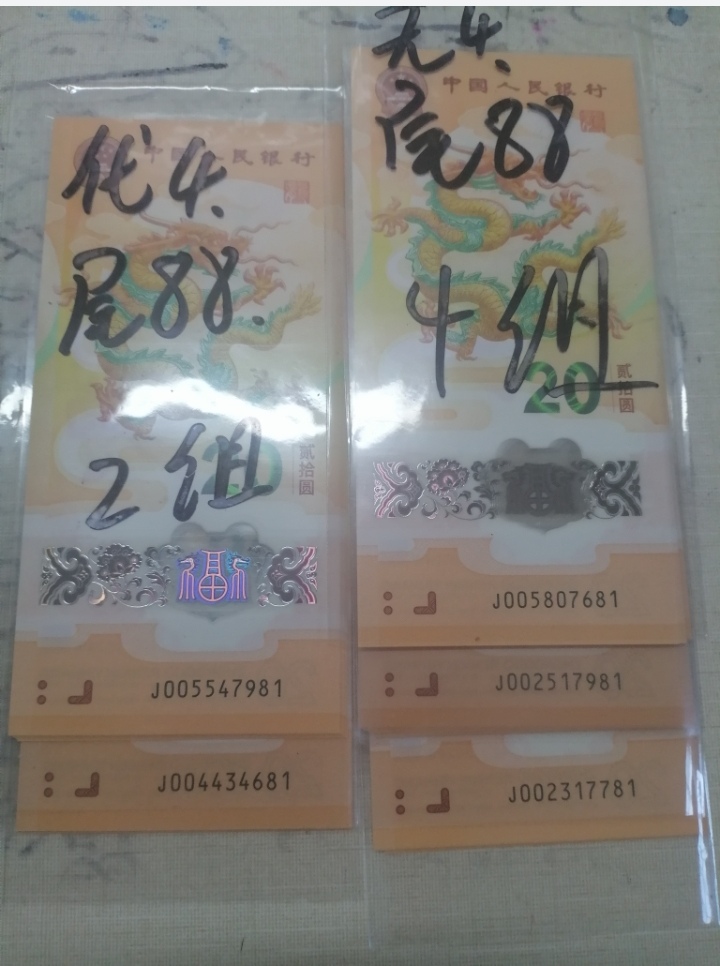 代4.
中国人民银行
尾88.
2组
20
贰拾圆
福
J005547981
J004434681
无4、
中国人民银行
尾88
4组
20
贰拾圆
J005807681
J002517981
J002317781